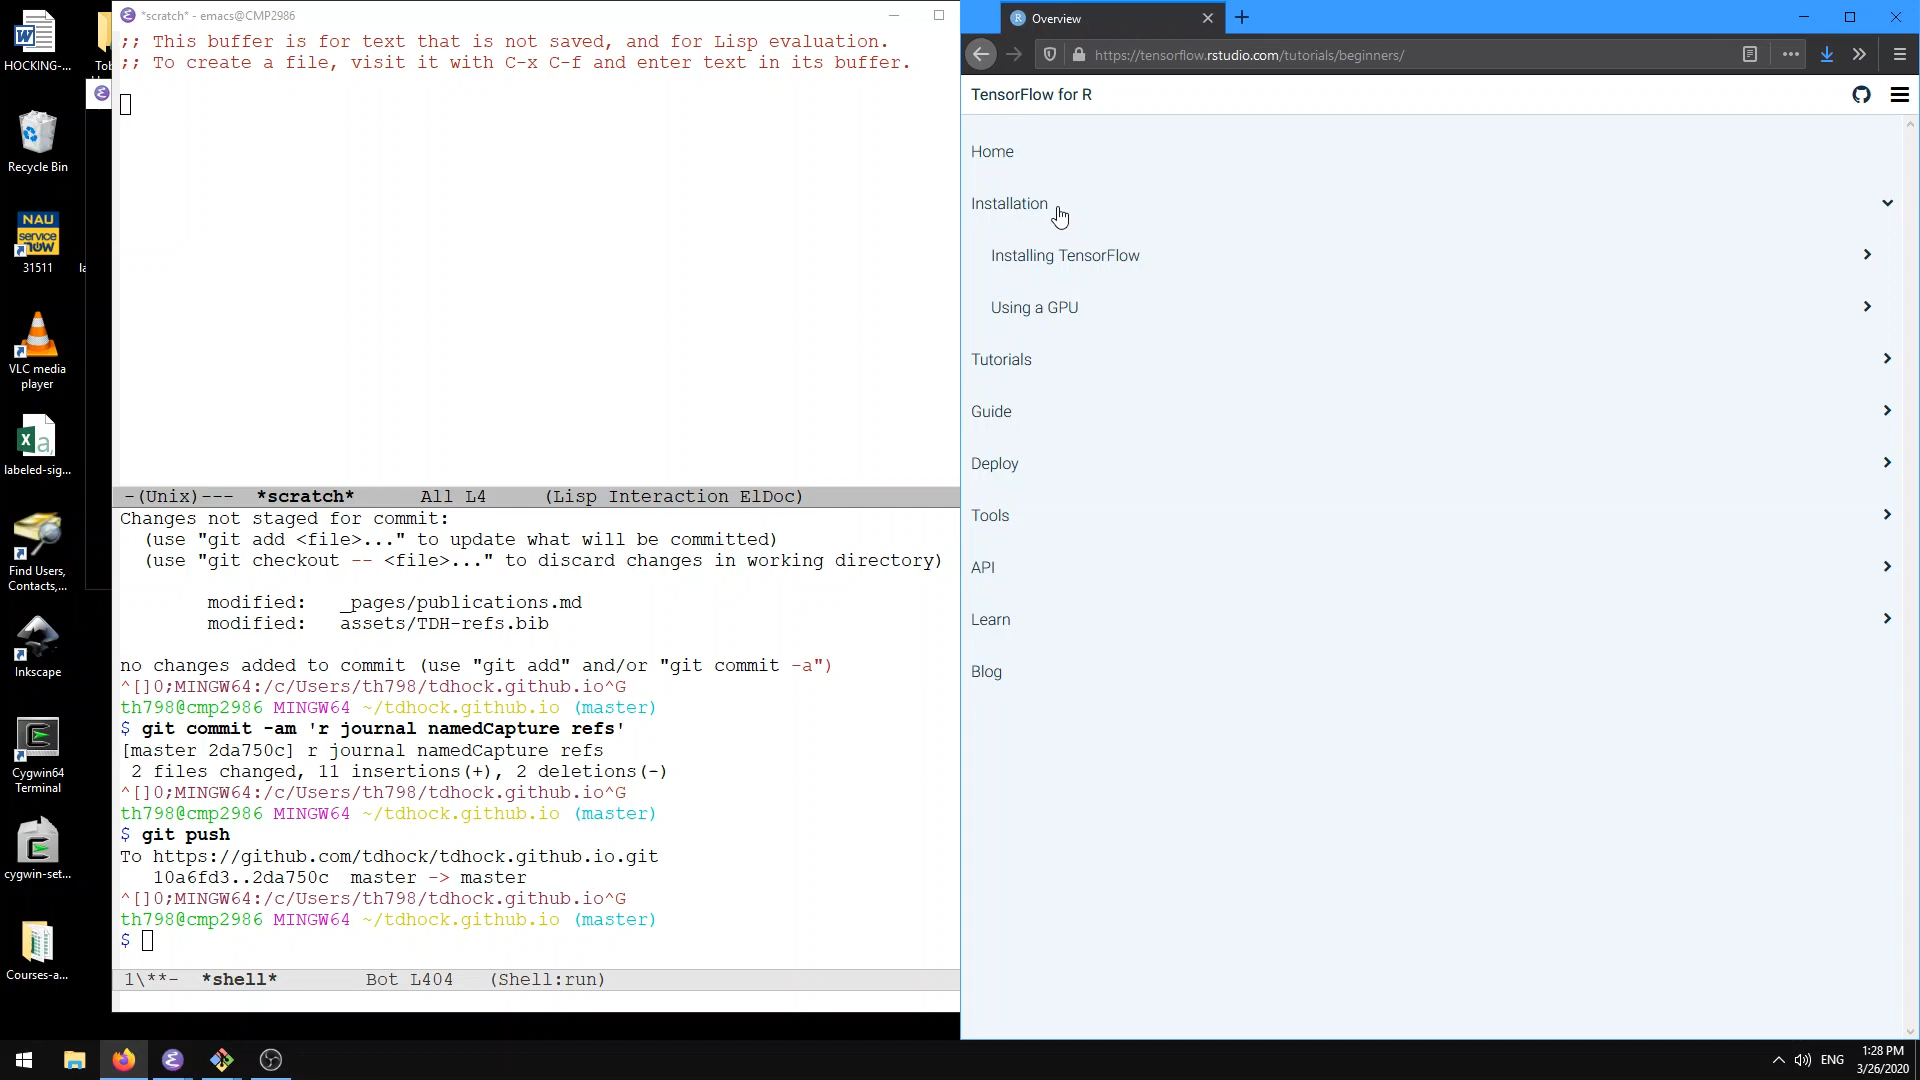 HOCKING-...
Recycle Bin
NAU
service
now
31511
VLC media
player
labeled-sig...
Find Users,
Contacts,...
Inkscape
Cygwin64
Terminal
cygwin-set...
Courses-a...
*scratch* - emacs@CMP2986
;; This buffer is for text that is not saved, and for Lisp evaluation.
;; To create a file, visit it with C-x C-f and enter text in its buffer.
-(Unix)--- *scratch* All L4 (Lisp Interaction ElDoc)
Changes not staged for commit:
(use "git add <file>..." to update what will be committed)
(use "git checkout -- <file>..." to discard changes in working directory)
modified: _pages/publications.md
modified: assets/TDH-refs.bib
no changes added to commit (use "git add" and/or "git commit -a")
^[]0;MINGW64:/c/Users/th798/tdhock.github.io^G
th798@cmp2986 MINGW64 ~/tdhock.github.io (master)
$ git commit -am 'r journal namedCapture refs'
[master 2da750c] r journal namedCapture refs
2 files changed, 11 insertions(+), 2 deletions(-)
^[]0;MINGW64:/c/Users/th798/tdhock.github.io^G
th798@cmp2986 MINGW64 ~/tdhock.github.io (master)
$ git push
To https://github.com/tdhock/tdhock.github.io.git
10a6fd3..2da750c master -> master
^[]0;MINGW64:/c/Users/th798/tdhock.github.io^G
th798@cmp2986 MINGW64 ~/tdhock.github.io (master)
$
1\**- *shell* Bot L404 (Shell:run)
Overview
https://tensorflow.rstudio.com/tutorials/beginners/
TensorFlow for R
Home
Installation
Installing TensorFlow
Using a GPU
Tutorials
Guide
Deploy
Tools
API
Learn
Blog
ENG
1:28 PM
3/26/2020